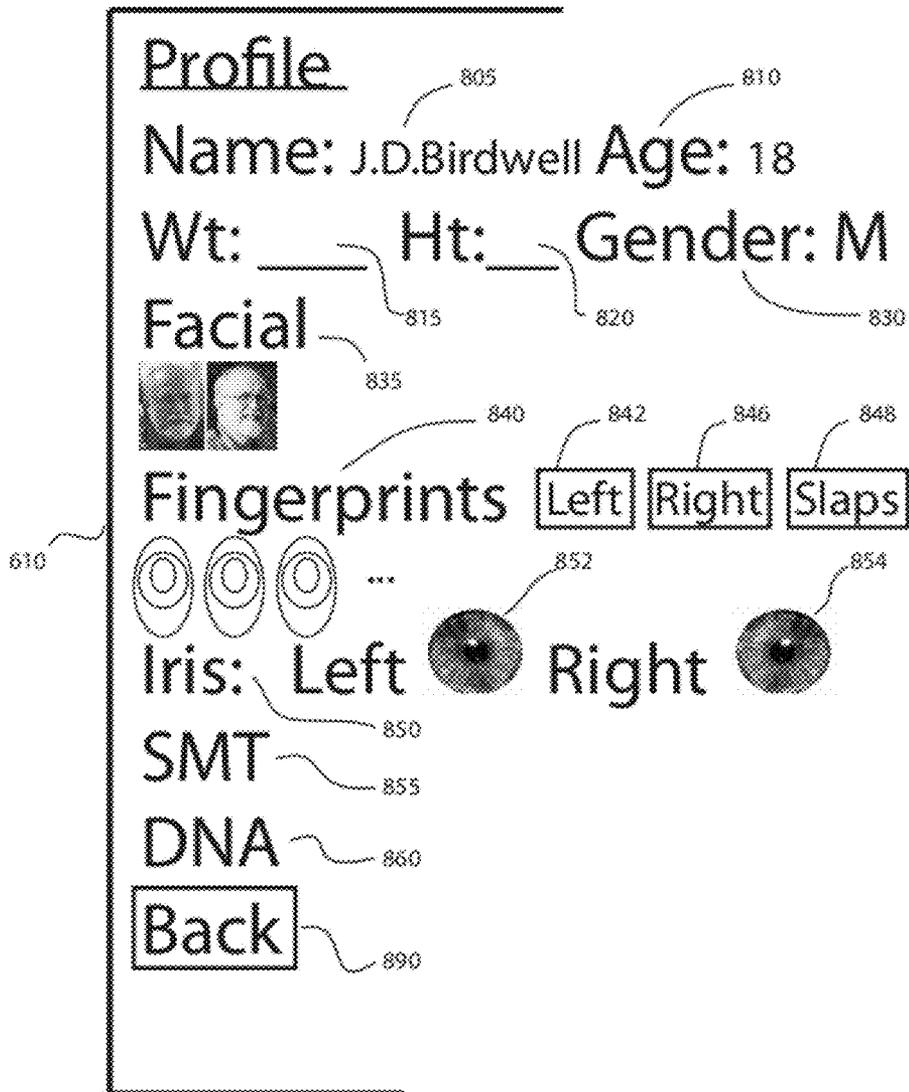 Profile
805 810
Name: J.D.Birdwell Age: 18
Wt: ____ Ht:___ Gender: M
815 820 830
Facial
835
840 842 846 848
Fingerprints Left Right Slaps
610
... 852 854
Iris: Left Right
850
SMT
855
DNA
860
Back
890